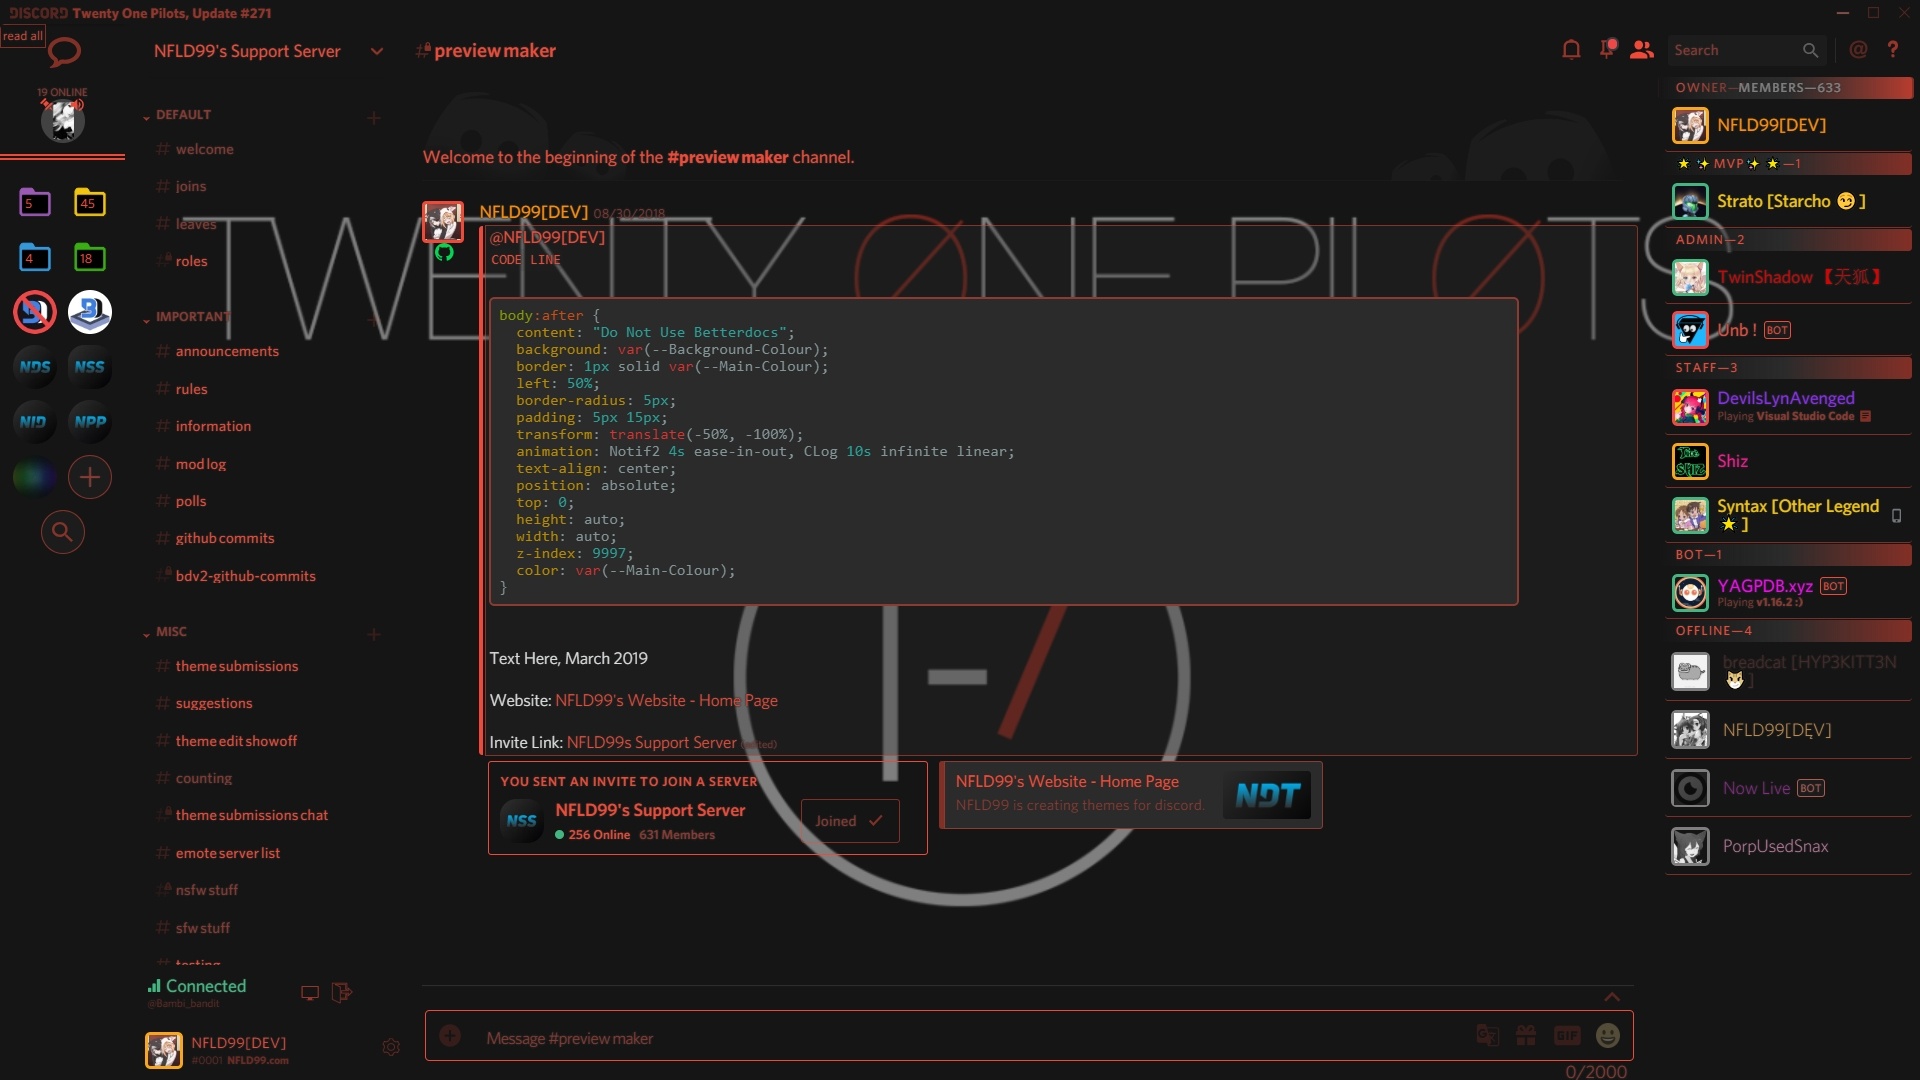 DISCORD Twenty One Pilots, Update #271
read all
NFLD99's Support Server
#preview maker
Search
19 ONLINE
5
45
4
18
NDS
NSS
NID
NPP
DEFAULT
# welcome
# joins
# leaves
# roles
IMPORTANT
# announcements
# rules
# information
# mod log
# polls
# github commits
# bdv2-github-commits
MISC
# theme submissions
# suggestions
# theme edit showoff
# counting
# theme submissions chat
# emote server list
# nsfw stuff
# sfw stuff
testing
Connected
@Bambi_bandit
NFLD99[DEV]
#0001 NFLD99.com
Welcome to the beginning of the #preview maker channel.
TWENTY ØNE PILØTS
NFLD99[DEV] 08/30/2018
@NFLD99[DEV]
CODE LINE
body:after {
content: "Do Not Use Betterdocs";
background: var(--Background-Colour);
border: 1px solid var(--Main-Colour);
left: 50%;
border-radius: 5px;
padding: 5px 15px;
transform: translate(-50%, -100%);
animation: Notif2 4s ease-in-out, CLog 10s infinite linear;
text-align: center;
position: absolute;
top: 0;
height: auto;
width: auto;
z-index: 9997;
color: var(--Main-Colour);
}
Text Here, March 2019
Website: NFLD99's Website - Home Page
Invite Link: NFLD99s Support Server (edited)
YOU SENT AN INVITE TO JOIN A SERVER
NSS
NFLD99's Support Server
256 Online 631 Members
Joined
NFLD99's Website - Home Page
NFLD99 is creating themes for discord.
NDT
Message #preview maker
GIF
0/2000
OWNER—MEMBERS—633
NFLD99[DEV]
⭐✨MVP✨⭐—1
Strato [Starcho 😉]
ADMIN—2
TwinShadow 【天狐】
Unb ! BOT
STAFF—3
DevilsLynAvenged
Playing Visual Studio Code
The SHIZ
Shiz
Syntax [Other Legend
⭐]
BOT—1
YAGPDB.xyz BOT
Playing v1.16.2 :)
OFFLINE—4
breadcat [HYP3KITT3N
🐱]
NFLD99[DĘV]
Now Live BOT
PorpUsedSnax